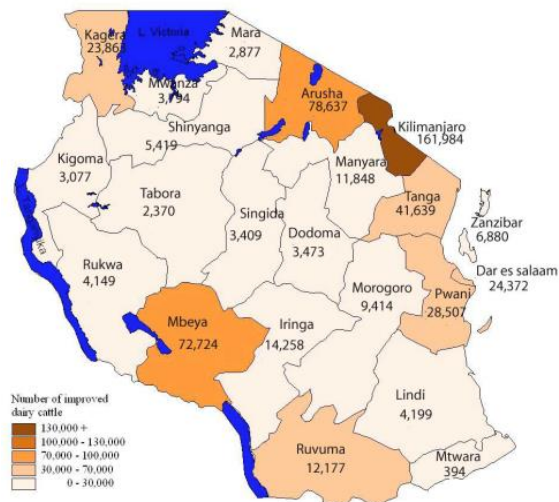 Kagera
23,863
L. Victoria
Mara
2,877
Mwanza
3,794
Arusha
78,637
Kilimanjaro
161,984
Shinyanga
5,419
Kigoma
3,077
Manyara
11,848
Tabora
2,370
Singida
3,409
Dodoma
3,473
Tanga
41,639
Zanzibar
6,880
Dar es salaam
24,372
Rukwa
4,149
Morogoro
9,414
Pwani
28,507
Mbeya
72,724
Iringa
14,258
Lindi
4,199
Ruvuma
12,177
Mtwara
394
Number of improved
dairy cattle
130,000 +
100,000 - 130,000
70,000 - 100,000
30,000 - 70,000
0 - 30,000